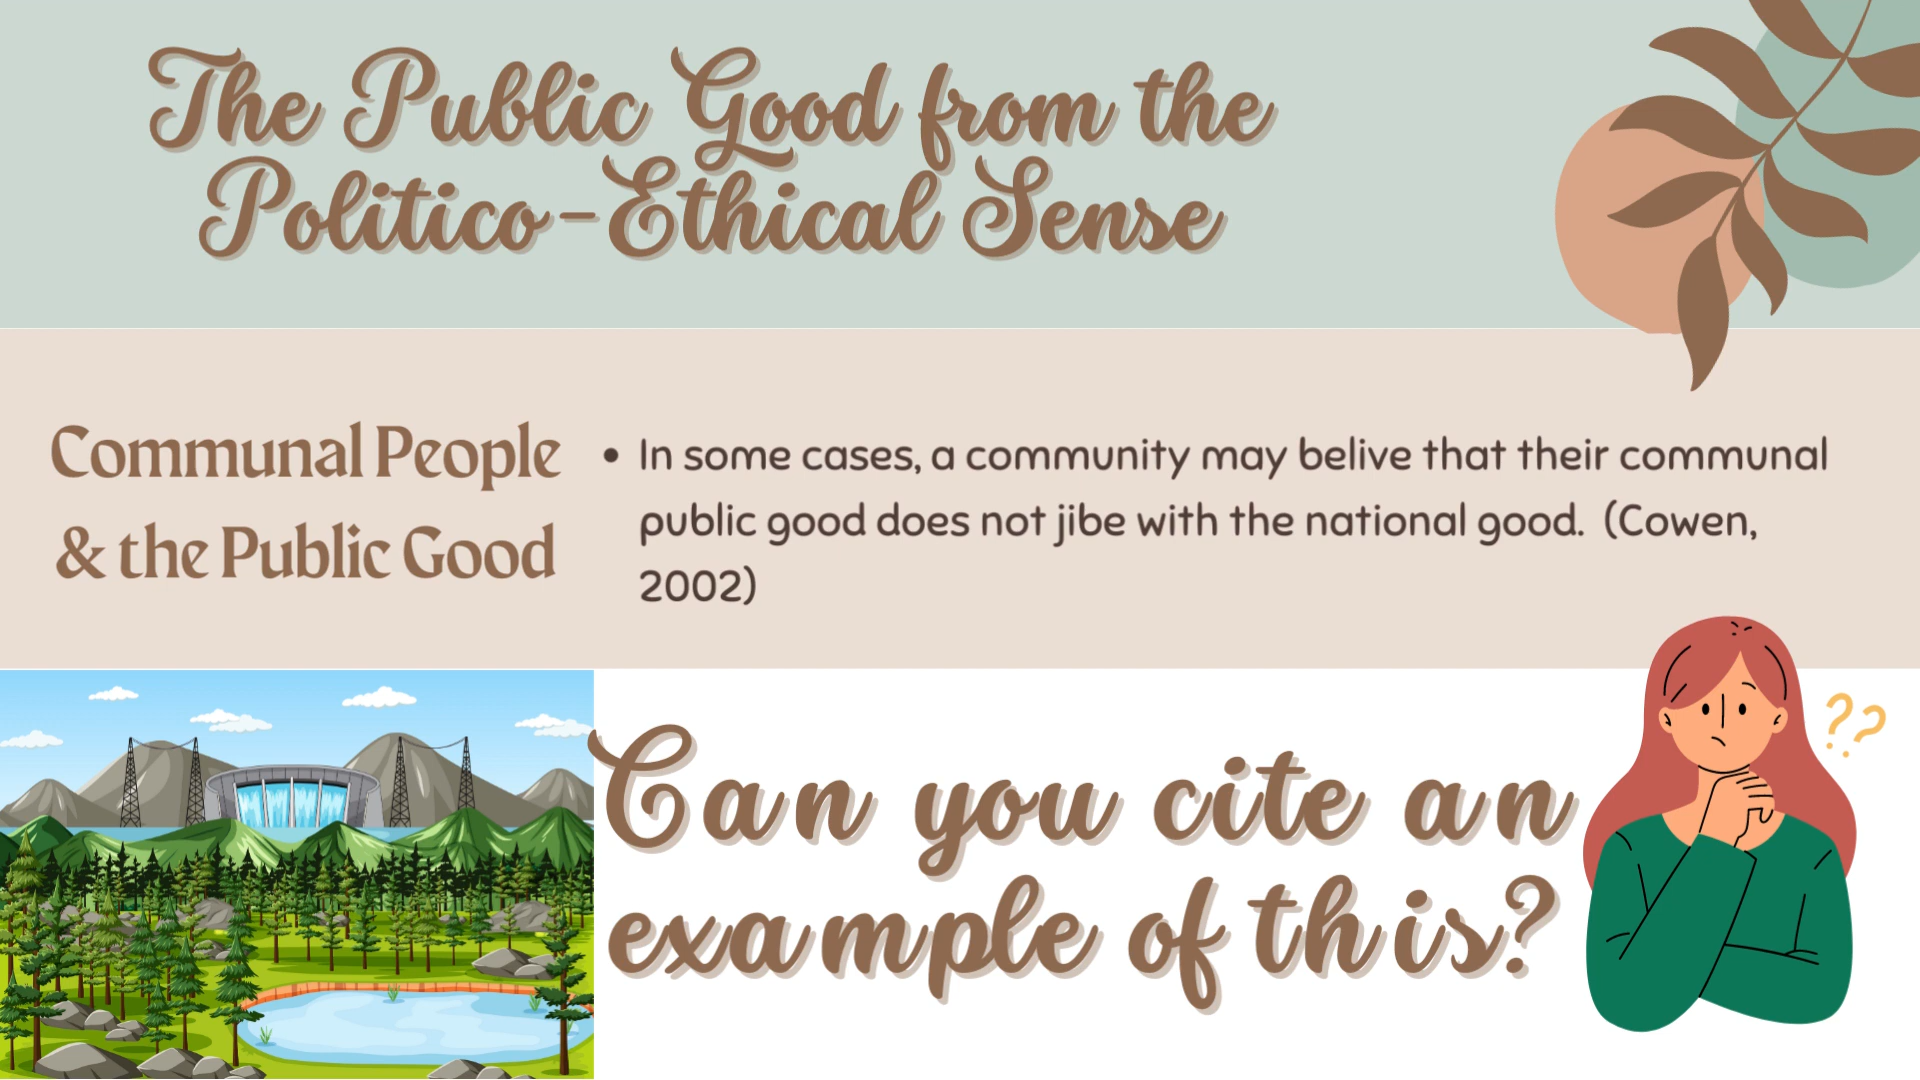 The Public Good from the
Politico-Ethical Sense
Communal People
& the Public Good
• In some cases, a community may belive that their communal
public good does not jibe with the national good. (Cowen,
2002)
Can you cite an
example of this?
??